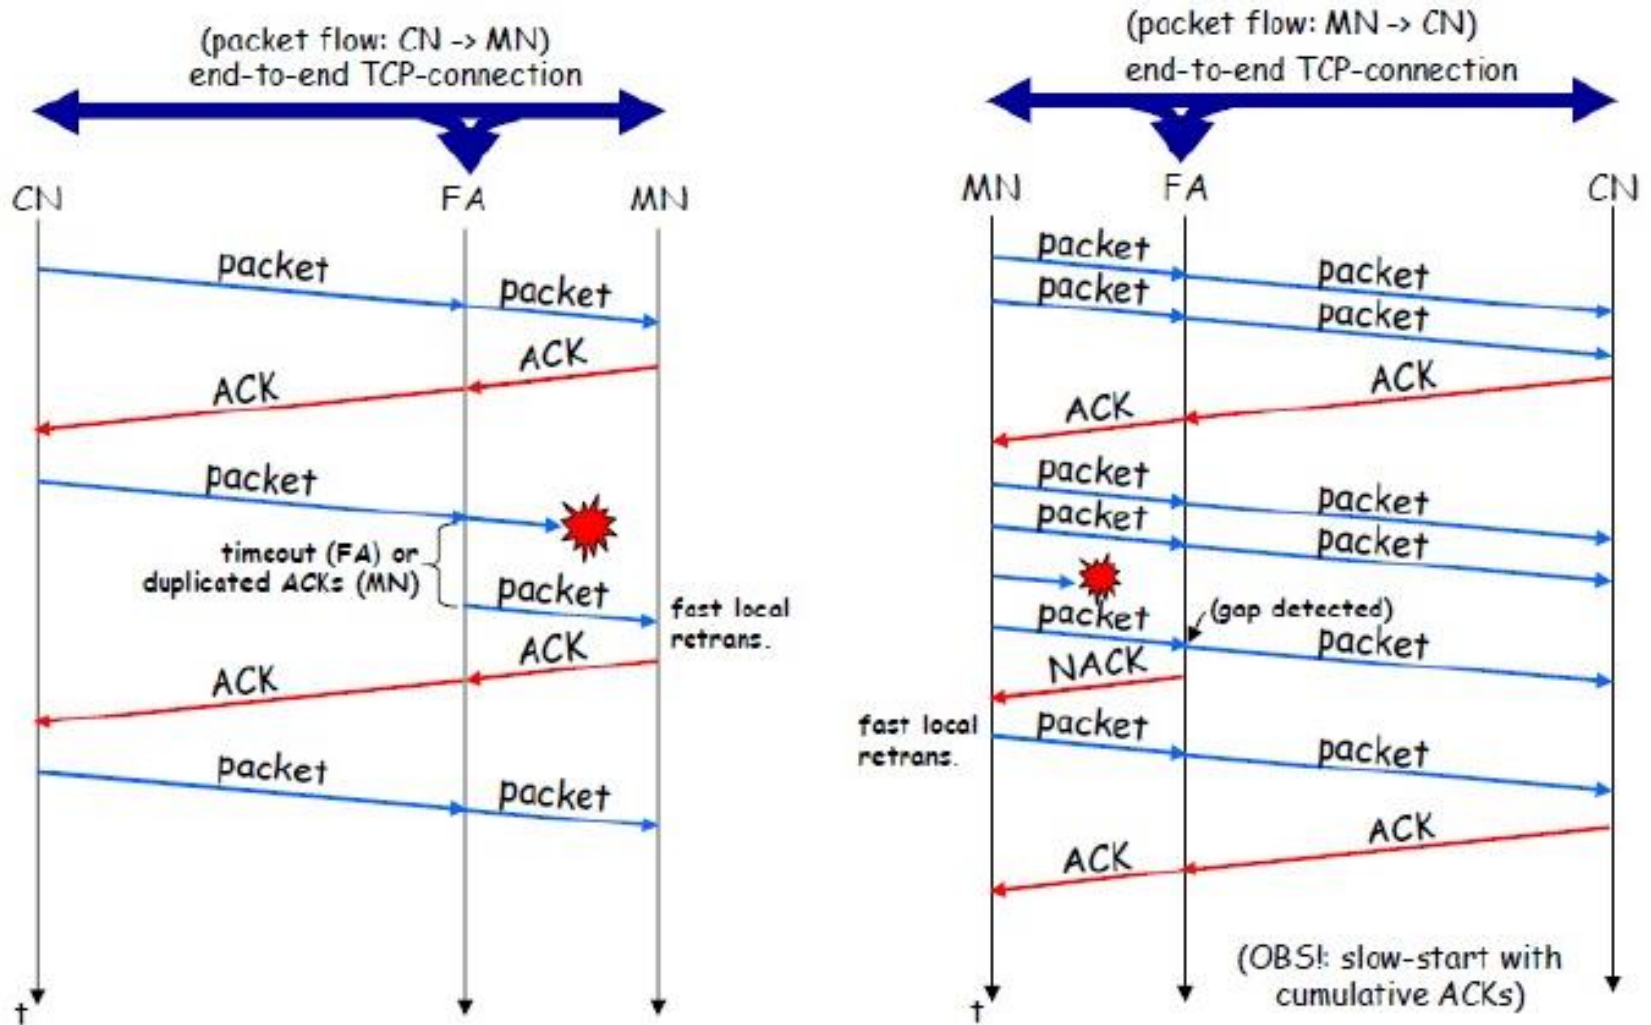 (packet flow: CN -> MN)
end-to-end TCP-connection
CN
FA
MN
packet
packet
ACK
ACK
packet
timeout (FA) or
duplicated ACKs (MN)
packet
fast local
retrans.
ACK
ACK
packet
packet
t
(packet flow: MN -> CN)
end-to-end TCP-connection
MN
FA
CN
packet
packet
packet
packet
ACK
ACK
packet
packet
packet
packet
(gap detected)
packet
packet
NACK
fast local
retrans.
packet
packet
ACK
ACK
(OBS!: slow-start with
cumulative ACKs)
t